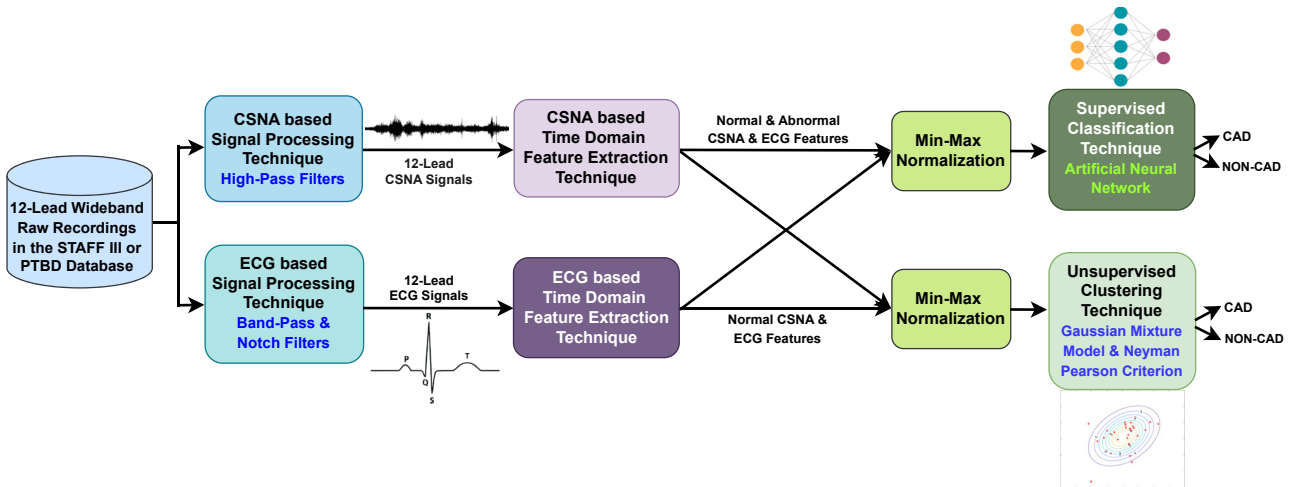 12-Lead Wideband
Raw Recordings
in the STAFF III or
PTBD Database
CSNA based
Signal Processing
Technique
High-Pass Filters
12-Lead
CSNA Signals
CSNA based
Time Domain
Feature Extraction
Technique
Normal & Abnormal
CSNA & ECG Features
Min-Max
Normalization
Supervised
Classification
Technique
Artificial Neural
Network
CAD
NON-CAD
ECG based
Signal Processing
Technique
Band-Pass &
Notch Filters
12-Lead
ECG Signals
R
P
T
Q
S
ECG based
Time Domain
Feature Extraction
Technique
Normal CSNA &
ECG Features
Min-Max
Normalization
Unsupervised
Clustering
Technique
Gaussian Mixture
Model & Neyman
Pearson Criterion
CAD
NON-CAD